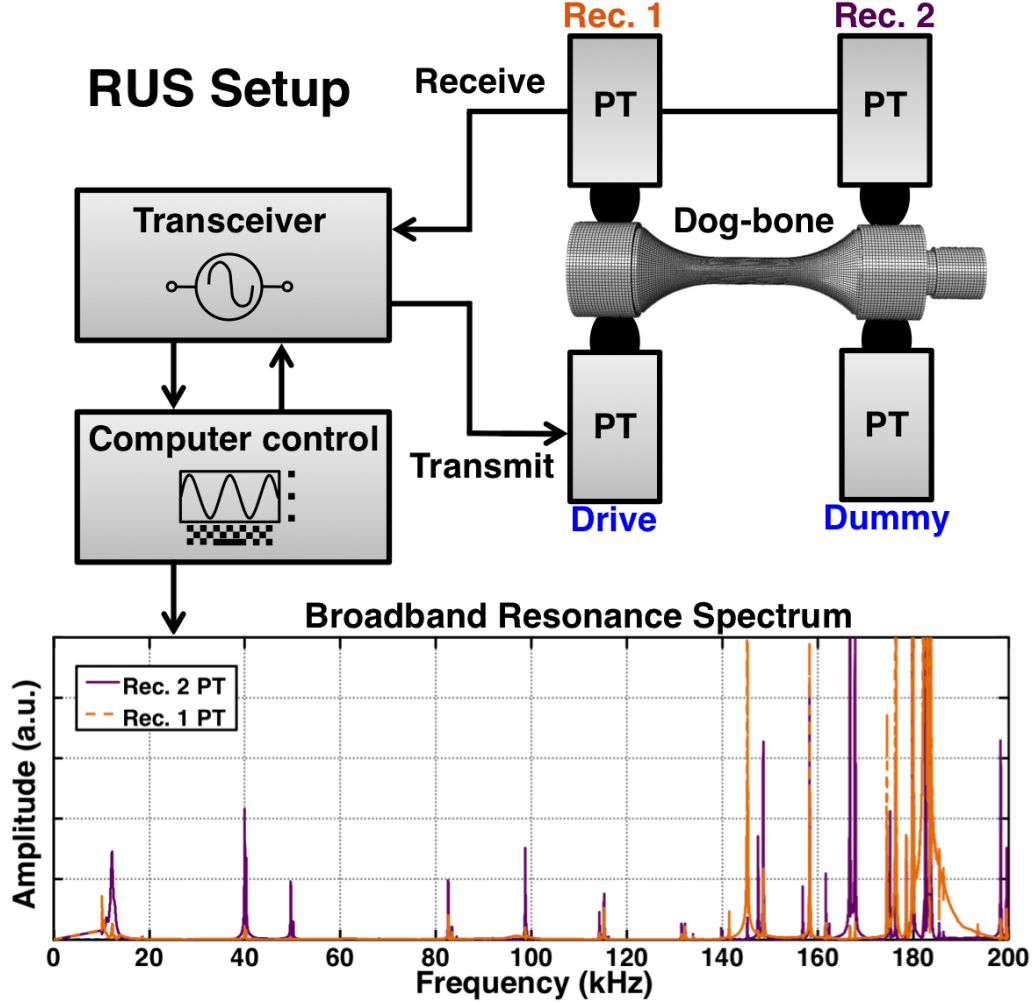 Rec. 1
Rec. 2
RUS Setup
Receive
PT
PT
Transceiver
Dog-bone
Computer control
Transmit
PT
PT
Drive
Dummy
Broadband Resonance Spectrum
Rec. 2 PT
Rec. 1 PT
Amplitude (a.u.)
0 20 40 60 80 100 120 140 160 180 200
Frequency (kHz)